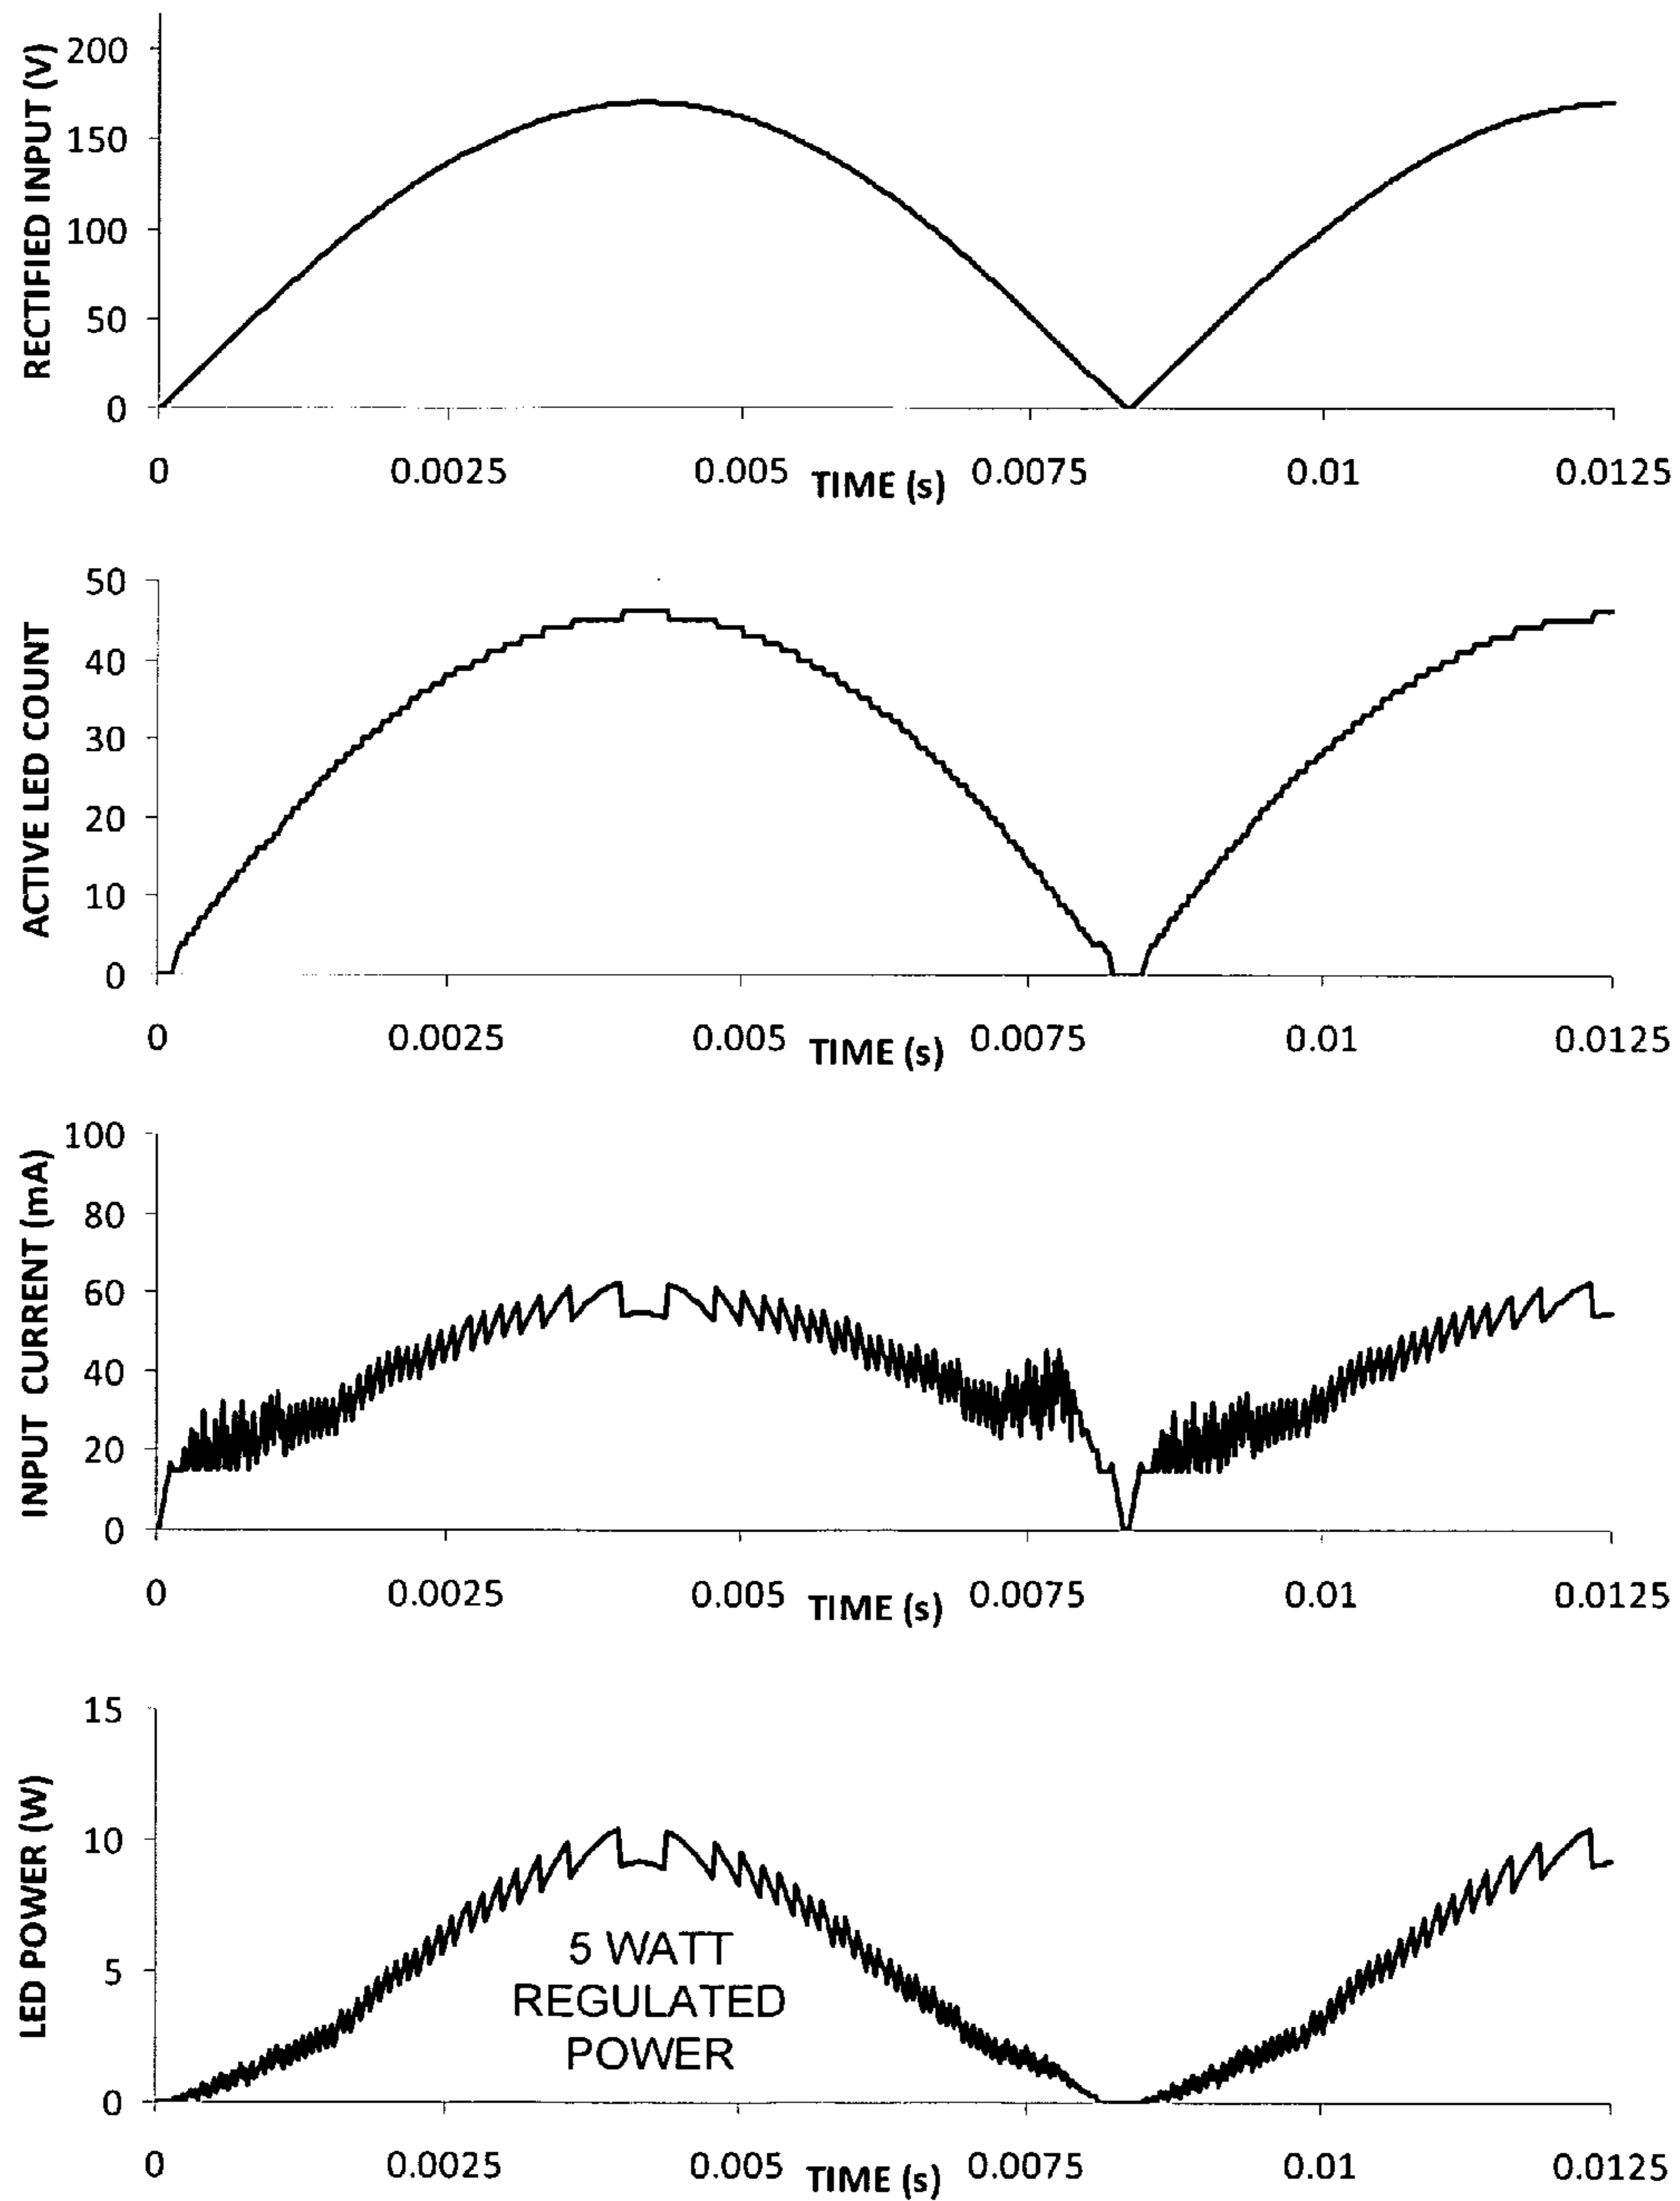 RECTIFIED INPUT (V)
200
150
100
50
0
0 0.0025 0.005 0.0075 0.01 0.0125
TIME (s)
ACTIVE LED COUNT
50
40
30
20
10
0
0 0.0025 0.005 0.0075 0.01 0.0125
TIME (s)
INPUT CURRENT (mA)
100
80
60
40
20
0
0 0.0025 0.005 0.0075 0.01 0.0125
TIME (s)
LED POWER (W)
15
10
5
0
5 WATT
REGULATED
POWER
0 0.0025 0.005 0.0075 0.01 0.0125
TIME (s)